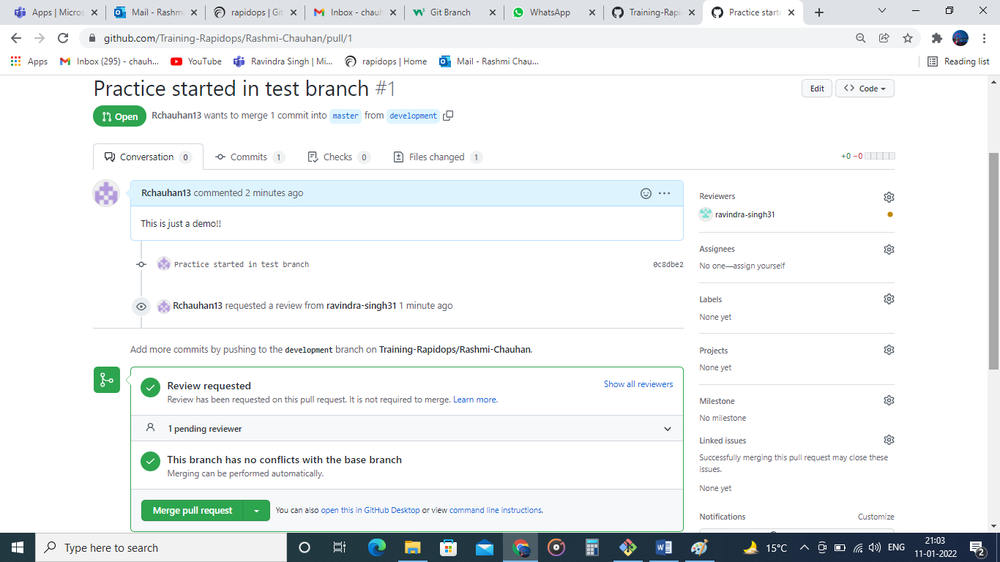 Apps | Micros
Mail - Rashm
rapidops | Git
Inbox - chauh
Git Branch
WhatsApp
Training-Rapi
Practice starte
github.com/Training-Rapidops/Rashmi-Chauhan/pull/1
Apps
Inbox (295) - chauh...
YouTube
Ravindra Singh | Mi...
rapidops | Home
Mail - Rashmi Chau...
Reading list
Practice started in test branch #1
Edit
<> Code
Open
Rchauhan13 wants to merge 1 commit into master from development
Conversation 0
Commits 1
Checks 0
Files changed 1
+0 −0
Rchauhan13 commented 2 minutes ago
This is just a demo!!
Practice started in test branch
0c8dbe2
Rchauhan13 requested a review from ravindra-singh31 1 minute ago
Add more commits by pushing to the development branch on Training-Rapidops/Rashmi-Chauhan.
Review requested
Show all reviewers
Review has been requested on this pull request. It is not required to merge. Learn more.
1 pending reviewer
This branch has no conflicts with the base branch
Merging can be performed automatically.
Merge pull request
You can also open this in GitHub Desktop or view command line instructions.
Reviewers
ravindra-singh31
Assignees
No one—assign yourself
Labels
None yet
Projects
None yet
Milestone
No milestone
Linked issues
Successfully merging this pull request may close these
issues.
None yet
Notifications
Customize
Type here to search
15°C
ENG
21:03
11-01-2022
2